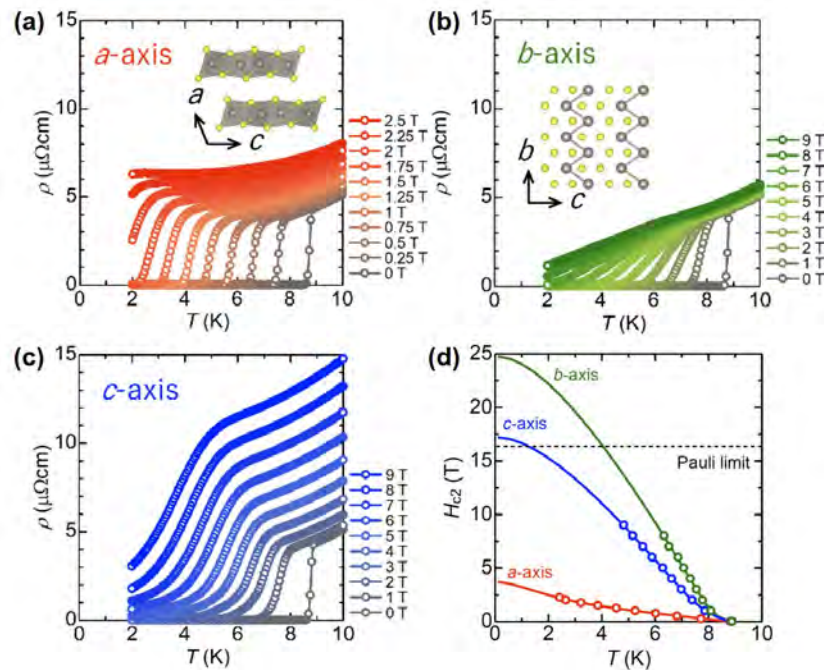 (a)
a-axis
ρ (μΩcm)
15
10
5
0
0 2 4 6 8 10
T (K)
a
c
2.5 T
2.25 T
2 T
1.75 T
1.5 T
1.25 T
1 T
0.75 T
0.5 T
0.25 T
0 T
(b)
b-axis
ρ (μΩcm)
15
10
5
0
0 2 4 6 8 10
T (K)
b
c
9 T
8 T
7 T
6 T
5 T
4 T
3 T
2 T
1 T
0 T
(c)
c-axis
ρ (μΩcm)
15
10
5
0
0 2 4 6 8 10
T (K)
9 T
8 T
7 T
6 T
5 T
4 T
3 T
2 T
1 T
0 T
(d)
Hc2 (T)
25
20
15
10
5
0
0 2 4 6 8 10
T (K)
b-axis
c-axis
Pauli limit
a-axis